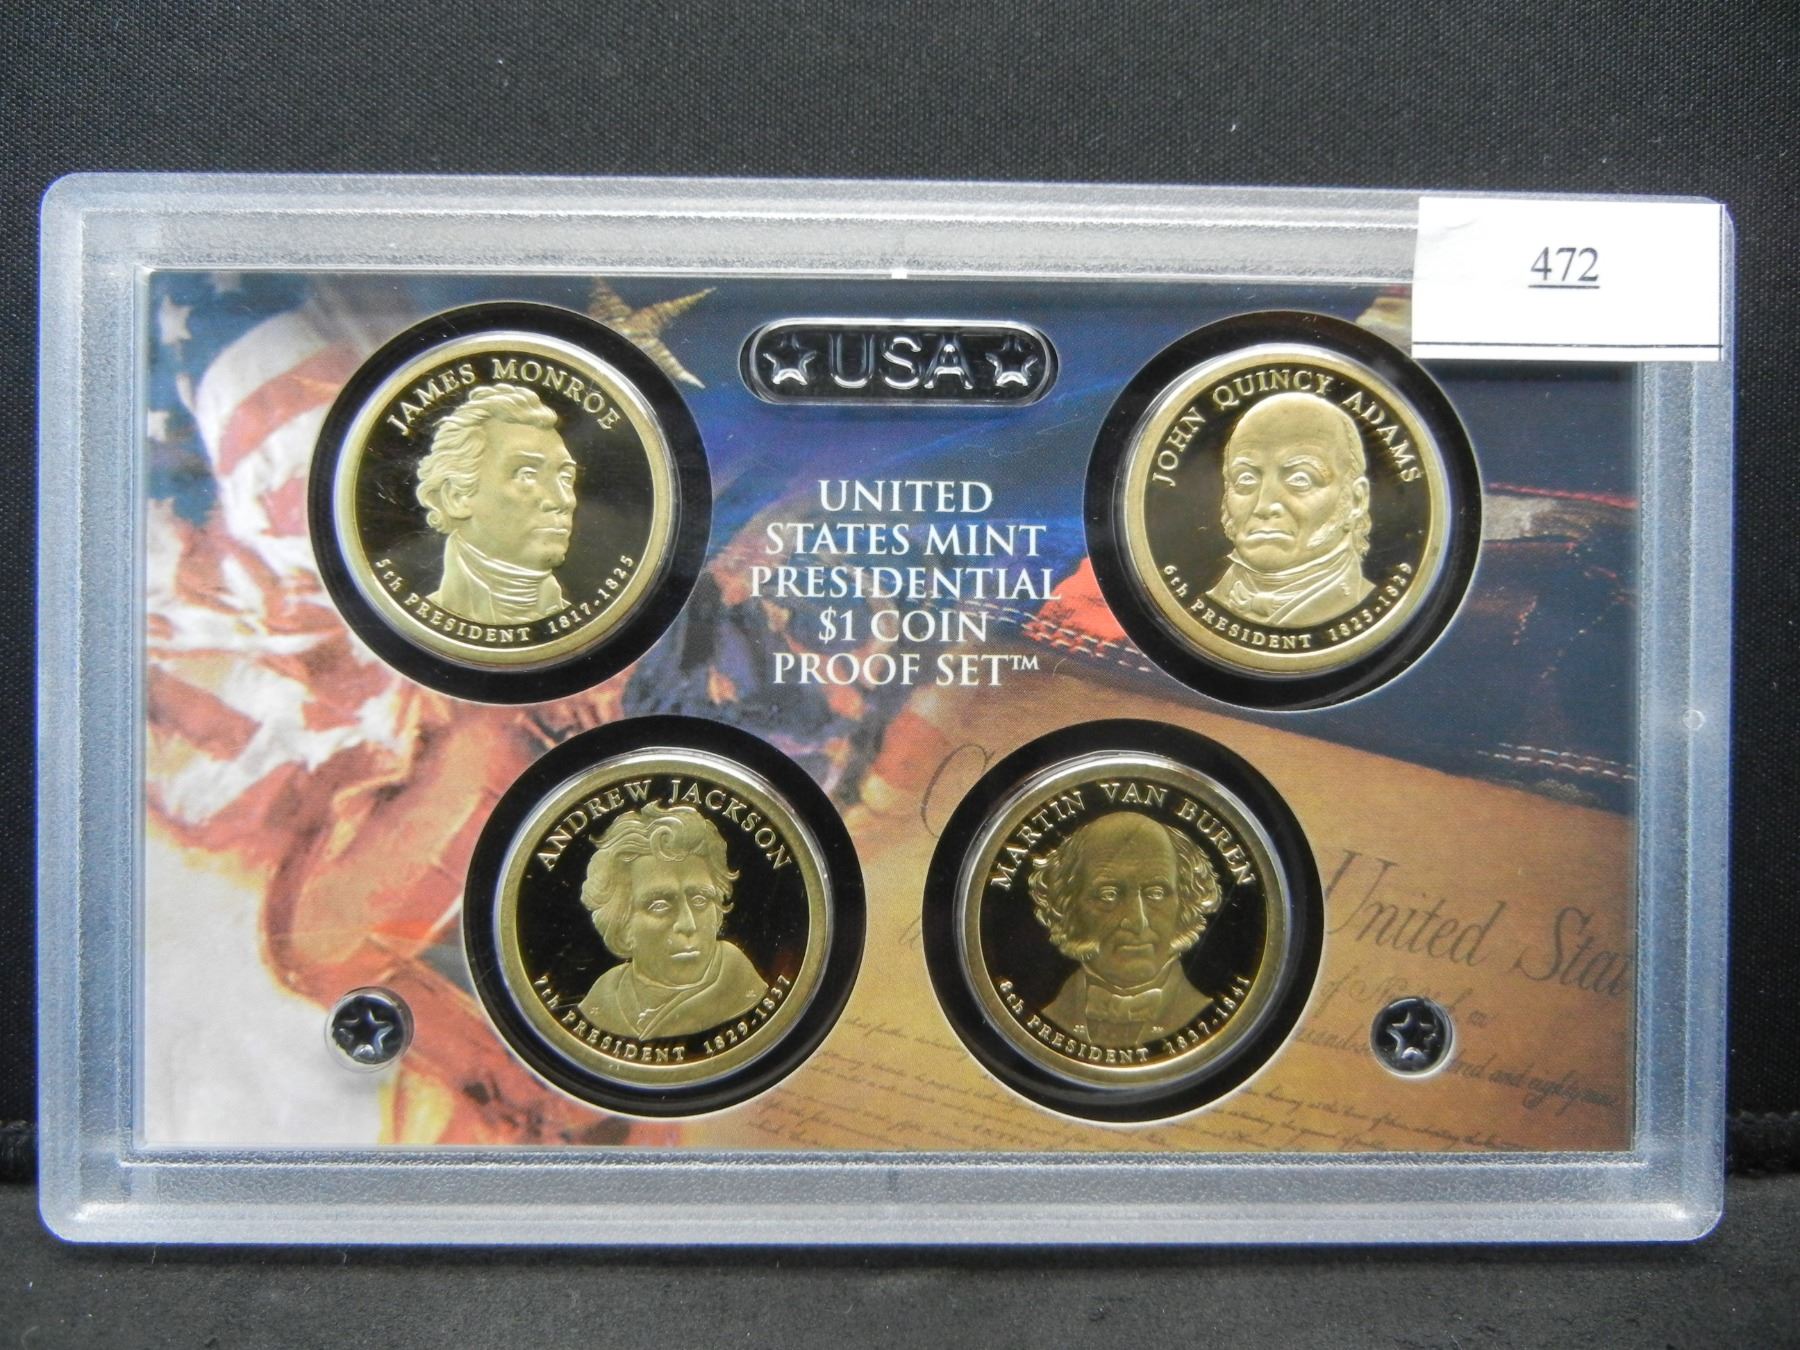 472
USA
JAMES MONROE
5th PRESIDENT 1817-1825
UNITED
STATES MINT
PRESIDENTIAL
$1 COIN
PROOF SET™
JOHN QUINCY ADAMS
6th PRESIDENT 1825-1829
ANDREW JACKSON
7th PRESIDENT 1829-1837
MARTIN VAN BUREN
8th PRESIDENT 1837-1841
United Stat